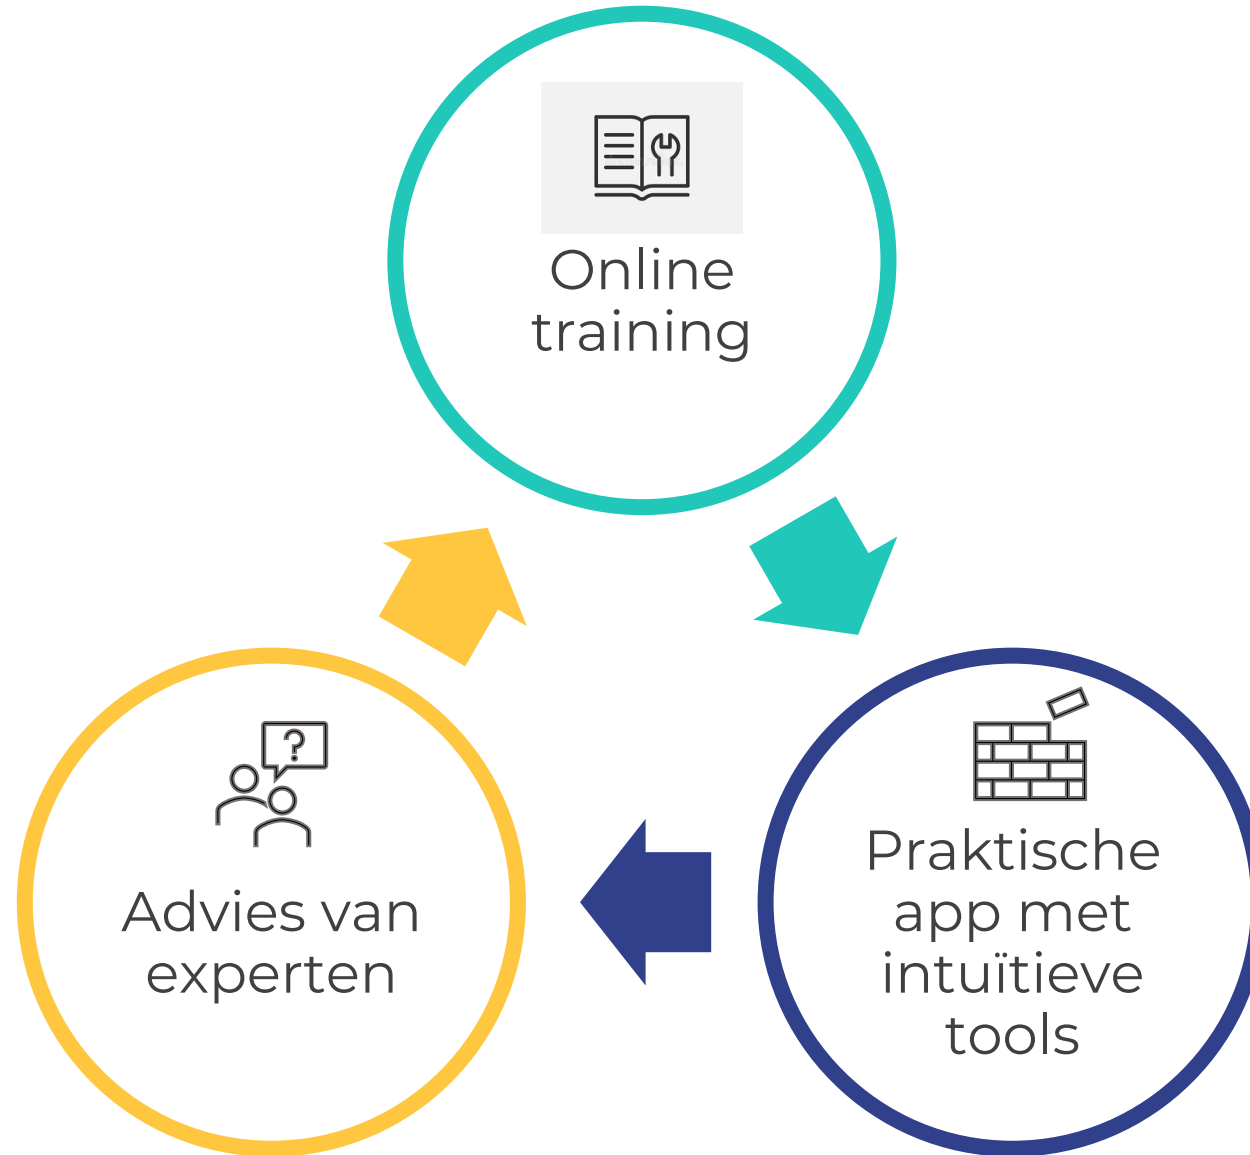 Online
training
Praktische
app met
intuïtieve
tools
Advies van
experten
?